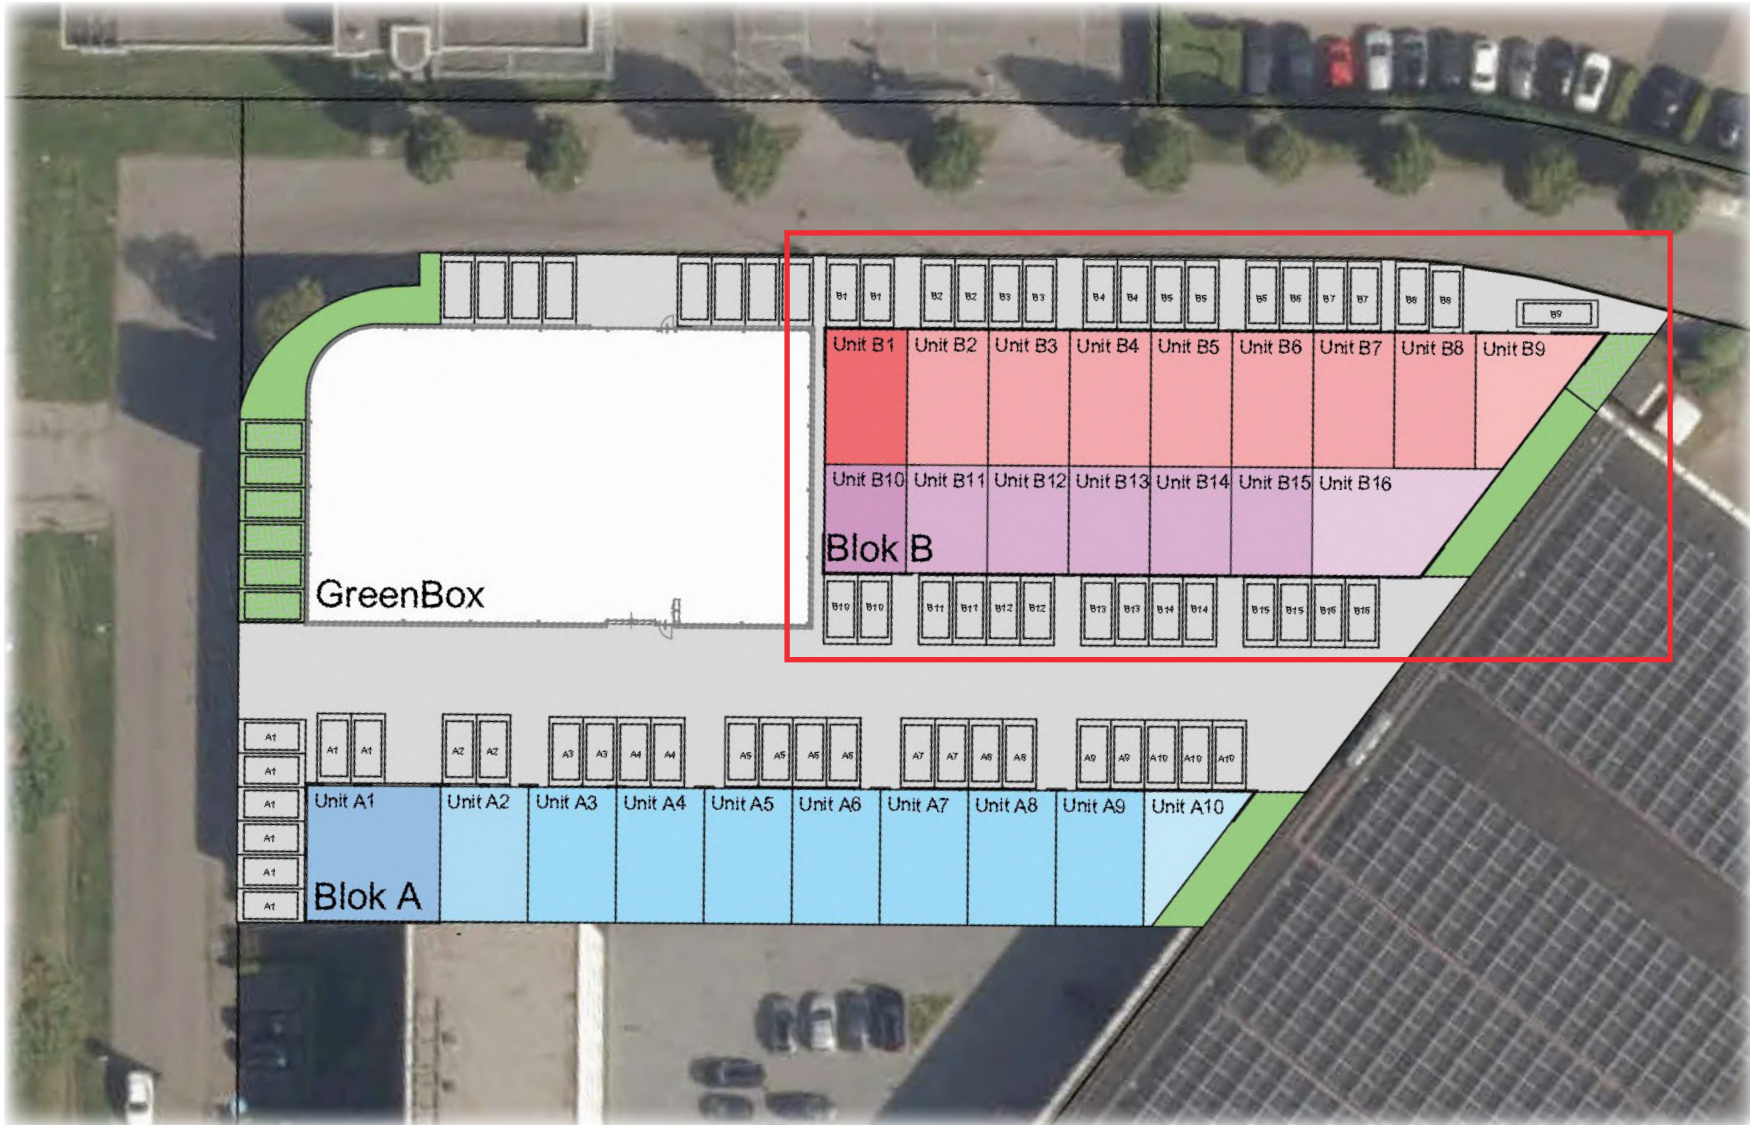 B1 B1 B2 B2 B3 B3 B4 B4 B5 B5 B6 B6 B7 B7 B8 B8 B9
Unit B1 Unit B2 Unit B3 Unit B4 Unit B5 Unit B6 Unit B7 Unit B8 Unit B9
Unit B10 Unit B11 Unit B12 Unit B13 Unit B14 Unit B15 Unit B16
Blok B
GreenBox
B10 B10 B11 B11 B12 B12 B13 B13 B14 B14 B15 B15
A1 A1 A1 A2 A2 A3 A3 A4 A4 A5 A5 A7 A7 A8 A8 A9 A9 A10 A10 A10
A1
Unit A1 Unit A2 Unit A3 Unit A4 Unit A5 Unit A6 Unit A7 Unit A8 Unit A9 Unit A10
A1
A1
A1
Blok A
A1